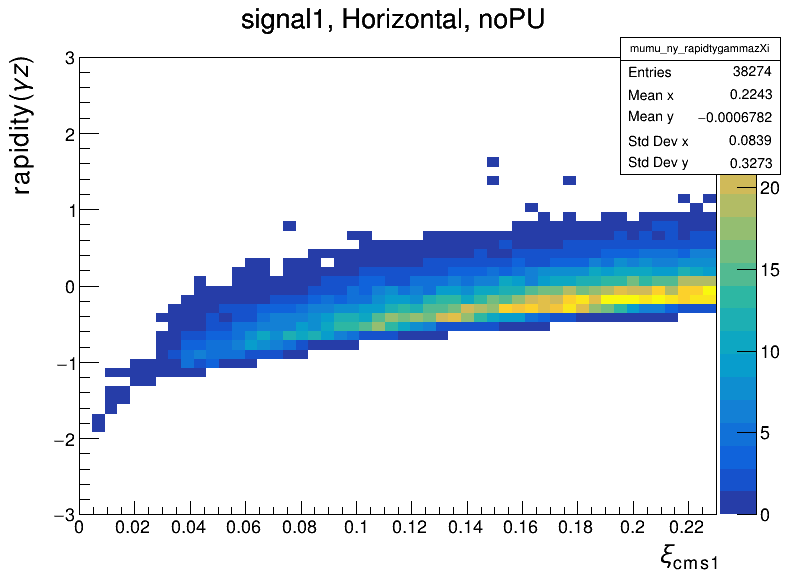 signal1, Horizontal, noPU
mumu_ny_rapidtygammazXi
Entries 38274
Mean x 0.2243
Mean y −0.0006782
Std Dev x 0.0839
Std Dev y 0.3273
rapidity(γz)
3
2
1
0
−1
−2
−3
0 0.02 0.04 0.06 0.08 0.1 0.12 0.14 0.16 0.18 0.2 0.22
ξcms1
20
15
10
5
0